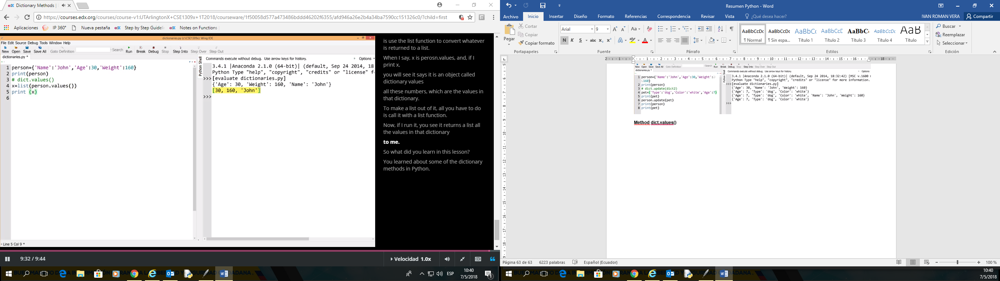 edX Dictionary Methods |
https://courses.edx.org/courses/course-v1:UTArlingtonX+CSE1309x+1T2018/courseware/1f50058d577a473486bddd46202f6355/afd946a26e2b4a34ba7590cc151326c0/?child=first
Aplicaciones IP 360° Nueva pestaña edX Step by Step Guideli edX Notes on Functions
dictionaries.py (c:\CSE1309x): Wing IDE
File Edit Source Debug Tools Window Help
New Open Save Save All Goto Definition Search Run Break Debug Stop Step Into Step Over Step Out
dictionaries.py *
1 person={'Name':'John','Age':30,'Weight':160}
2 print(person)
3 # dict.values()
4 x=list(person.values())
5 print (x)
6
Line 5 Col 9 *
Python Shell
Commands execute without debug. Use arrow keys for history. Options
3.4.1 |Anaconda 2.1.0 (64-bit)| (default, Sep 24 2014, 18
Python Type "help", "copyright", "credits" or "license" f
>>> [evaluate dictionaries.py]
{'Age': 30, 'Weight': 160, 'Name': 'John'}
[30, 160, 'John']
>>>
is use the list function to convert whatever
is returned to a list.
When I say, x is perosn.values, and, if I
print x,
you will see it says it is an object called
dictionary values
all these numbers, which are the values in
that dictionary.
To make a list out of it, all you have to do
is call it with a list function.
Now, if I run it, you see it returns a list all
the values in that dictionary
to me.
So what did you learn in this lesson?
You learned about some of the dictionary
methods in Python.
9:32 / 9:44 Velocidad 1.0x
ESP
10:40
7/5/2018
Resumen Python - Word
Archivo Inicio Insertar Diseño Formato Referencias Correspondencia Revisar Vista ¿Qué desea hacer? IVAN ROMAN VERA Compartir
Pegar
Cortar
Copiar
Copiar formato
Portapapeles
Arial 9
N K S abc x₂ x²
Fuente
Párrafo
AaBbCcDc AaBbCcDc AaBbC( AaBbCcE AaBbC AaBbCcDc AaB
¶ Normal ¶ Sin espa... Título 1 Título 2 Título 3 Título 4 Título
Estilos
Buscar
Reemplazar
Seleccionar
Edición
New Open Save Save All Goto Definition Search Run Break Debug Stop Step Into Step Over Step Out
dictionaries.py *
1 person={'Name':'John','Age':30,'Weight':
160}
2 print(person)
3 # dict.update(dict2)
4 pet={'Type':'dog','Color':'white','Age':7}
5 print(pet)
6 person.update(pet)
7 print(person)
8 print(pet)
Python Shell
Commands execute without debug. Use arrow keys for history. Options
3.4.1 |Anaconda 2.1.0 (64-bit)| (default, Sep 24 2014, 18:32:42) [MSC v.1600
Python Type "help", "copyright", "credits" or "license" for more information.
>>> [evaluate dictionaries.py]
{'Age': 30, 'Name': 'John', 'Weight': 160}
{'Age': 7, 'Type': 'dog', 'Color': 'white'}
{'Age': 7, 'Type': 'dog', 'Color': 'white', 'Name': 'John', 'Weight': 160}
{'Age': 7, 'Type': 'dog', 'Color': 'white'}
>>>
Method dict.values()
Página 63 de 63 6223 palabras Español (Ecuador) 100 %
10:40
7/5/2018